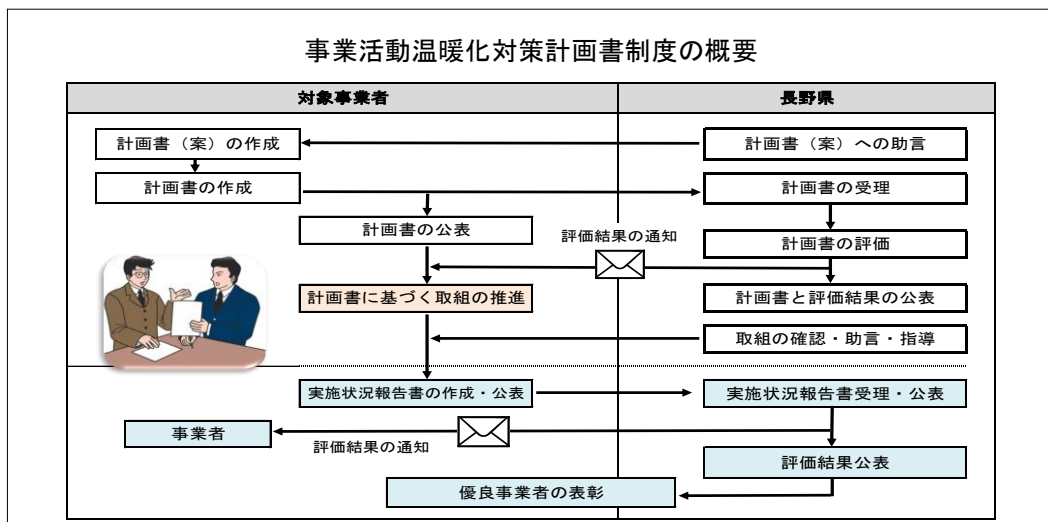 事業活動温暖化対策計画書制度の概要
対象事業者
長野県
計画書（案）の作成
計画書（案）への助言
計画書の作成
計画書の受理
計画書の公表
評価結果の通知
計画書の評価
計画書に基づく取組の推進
計画書と評価結果の公表
取組の確認・助言・指導
実施状況報告書の作成・公表
実施状況報告書受理・公表
事業者
評価結果の通知
評価結果公表
優良事業者の表彰